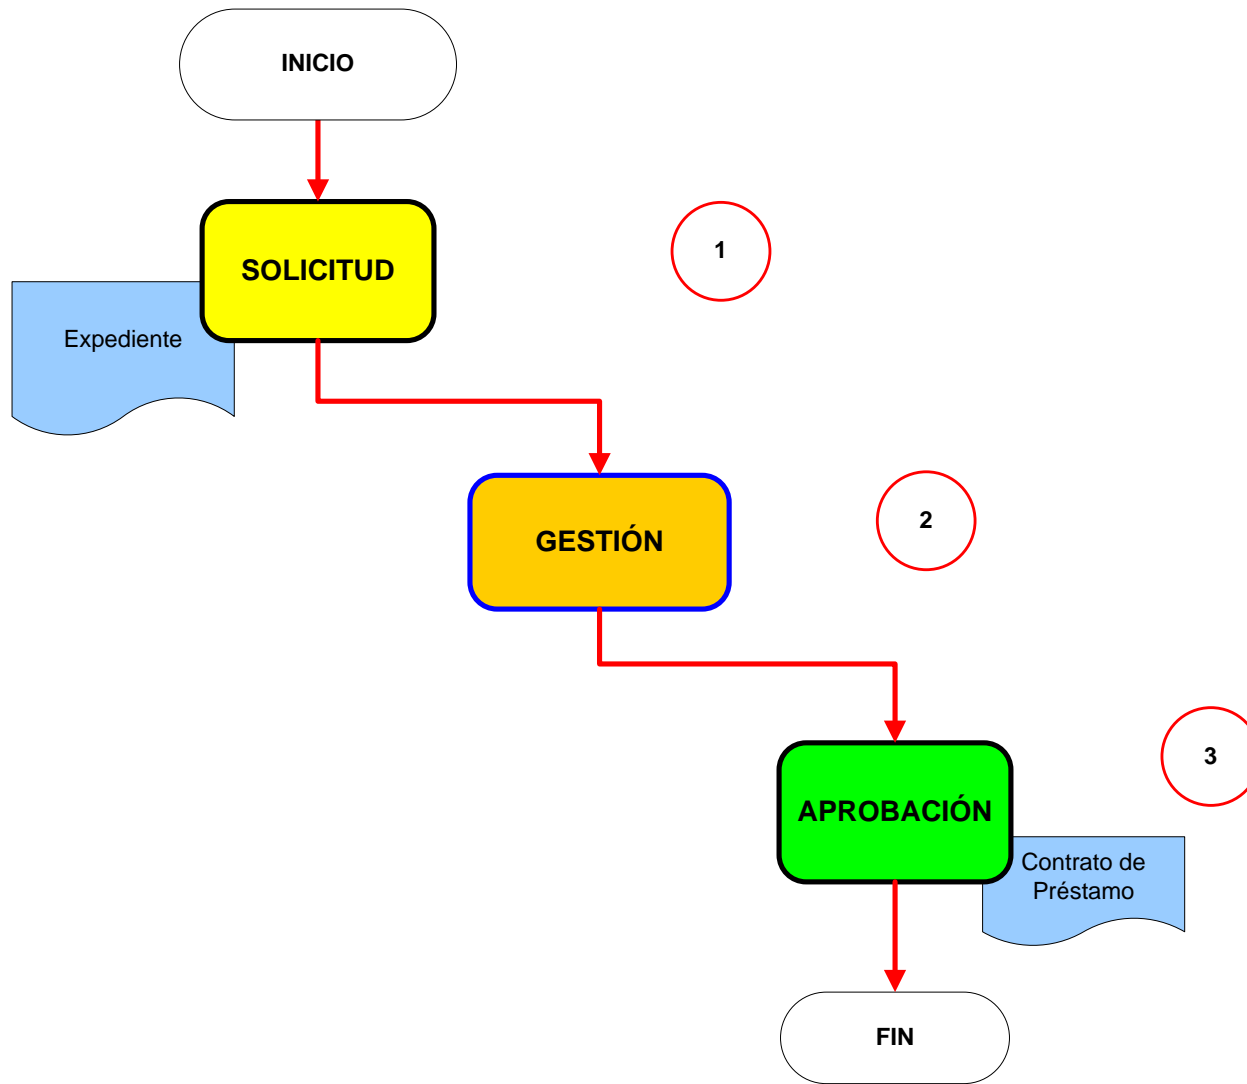 INICIO
SOLICITUD
1
Expediente
GESTIÓN
2
APROBACIÓN
3
Contrato de
Préstamo
FIN